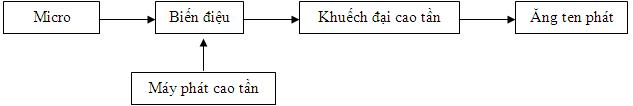 Micro
Biến điệu
Khuếch đại cao tần
Ăng ten phát
Máy phát cao tần